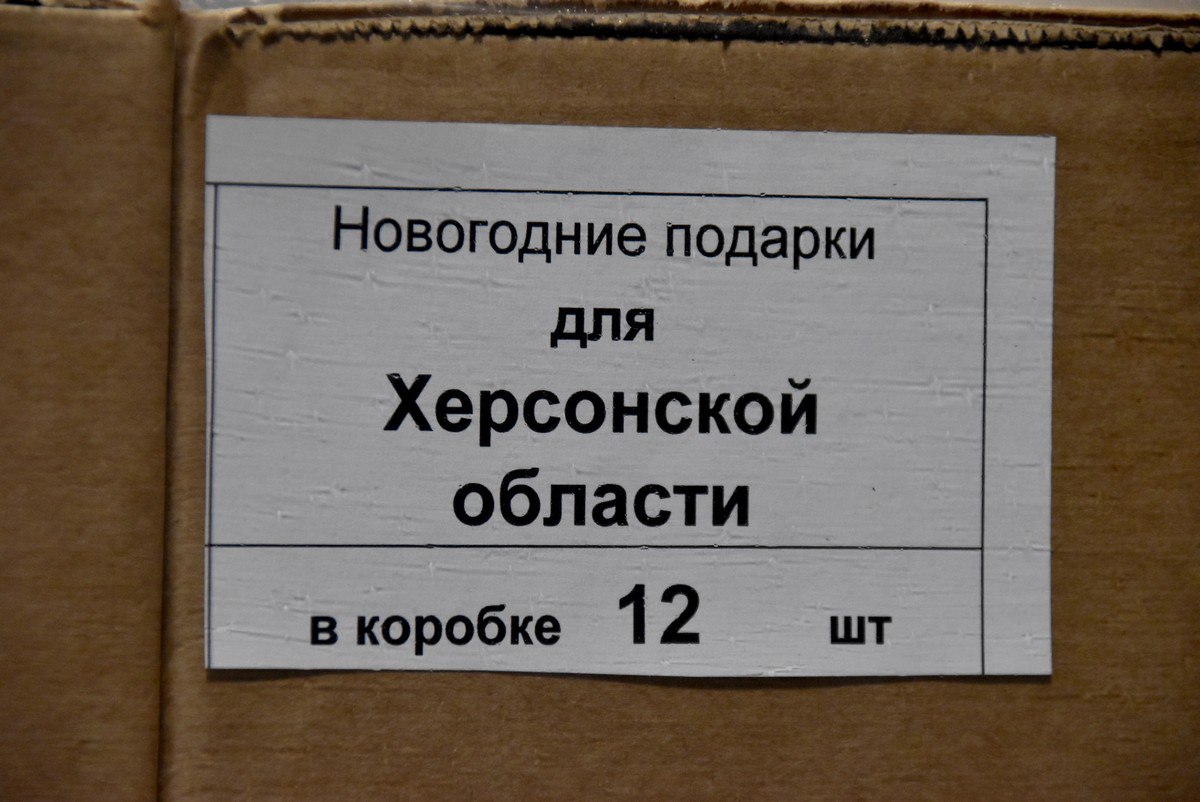 Новогодние подарки
для
Херсонской
области
в коробке 12 шт